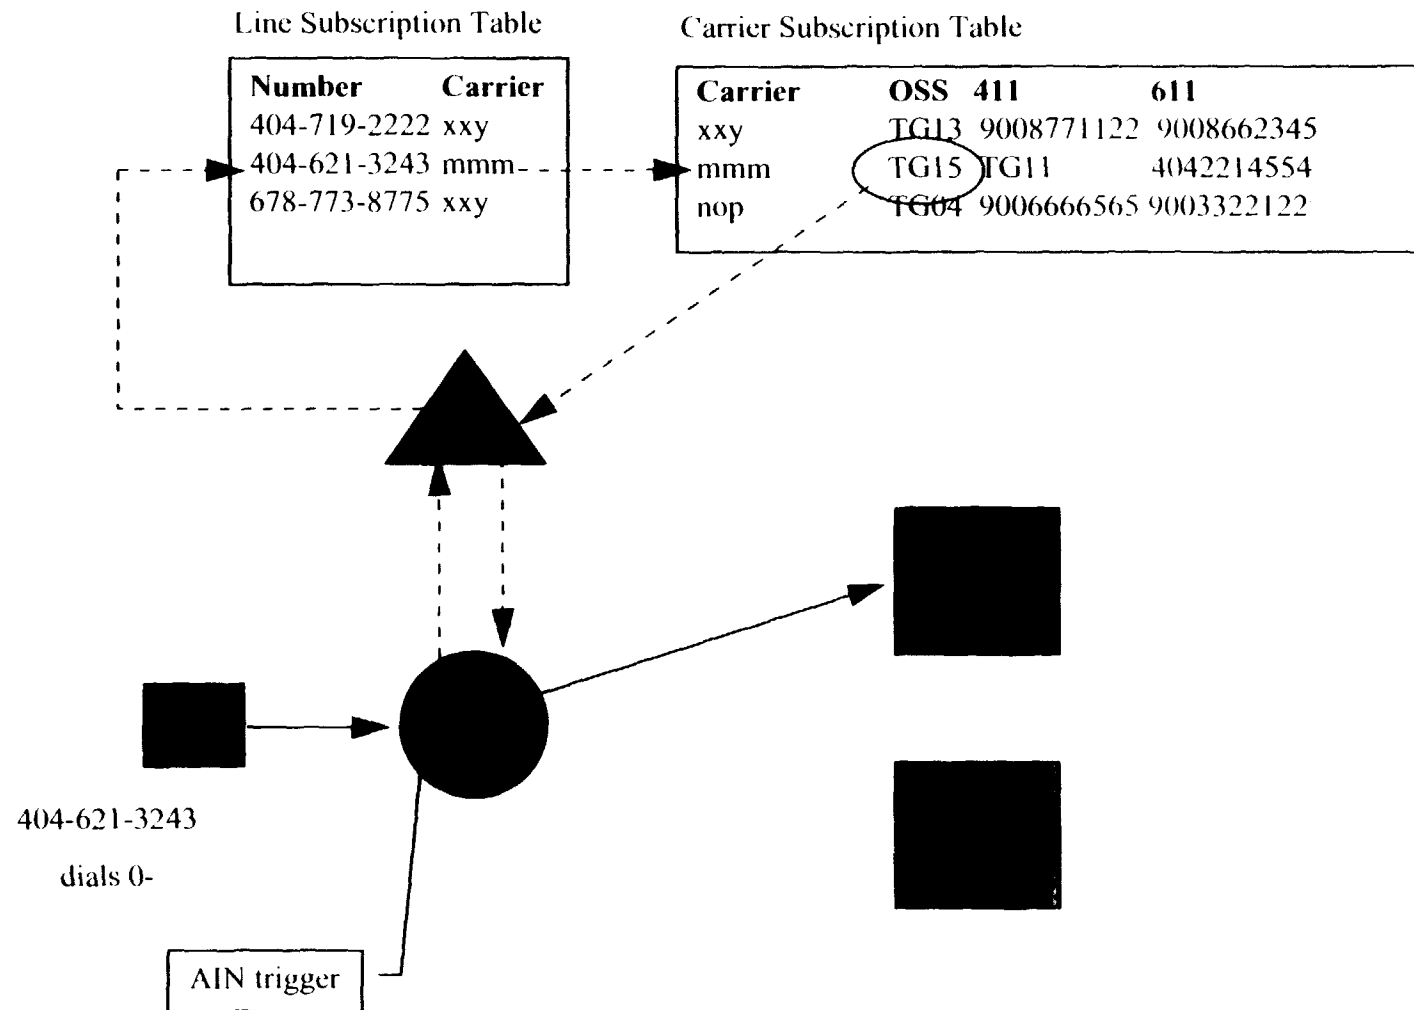 Line Subscription Table
Carrier Subscription Table
Number Carrier
404-719-2222 xxy
404-621-3243 mmm
678-773-8775 xxy
Carrier OSS 411 611
xxy TG13 9008771122 9008662345
mmm TG15 TG11 4042214554
nop TG04 9006666565 9003322122
404-621-3243
dials 0-
AIN trigger